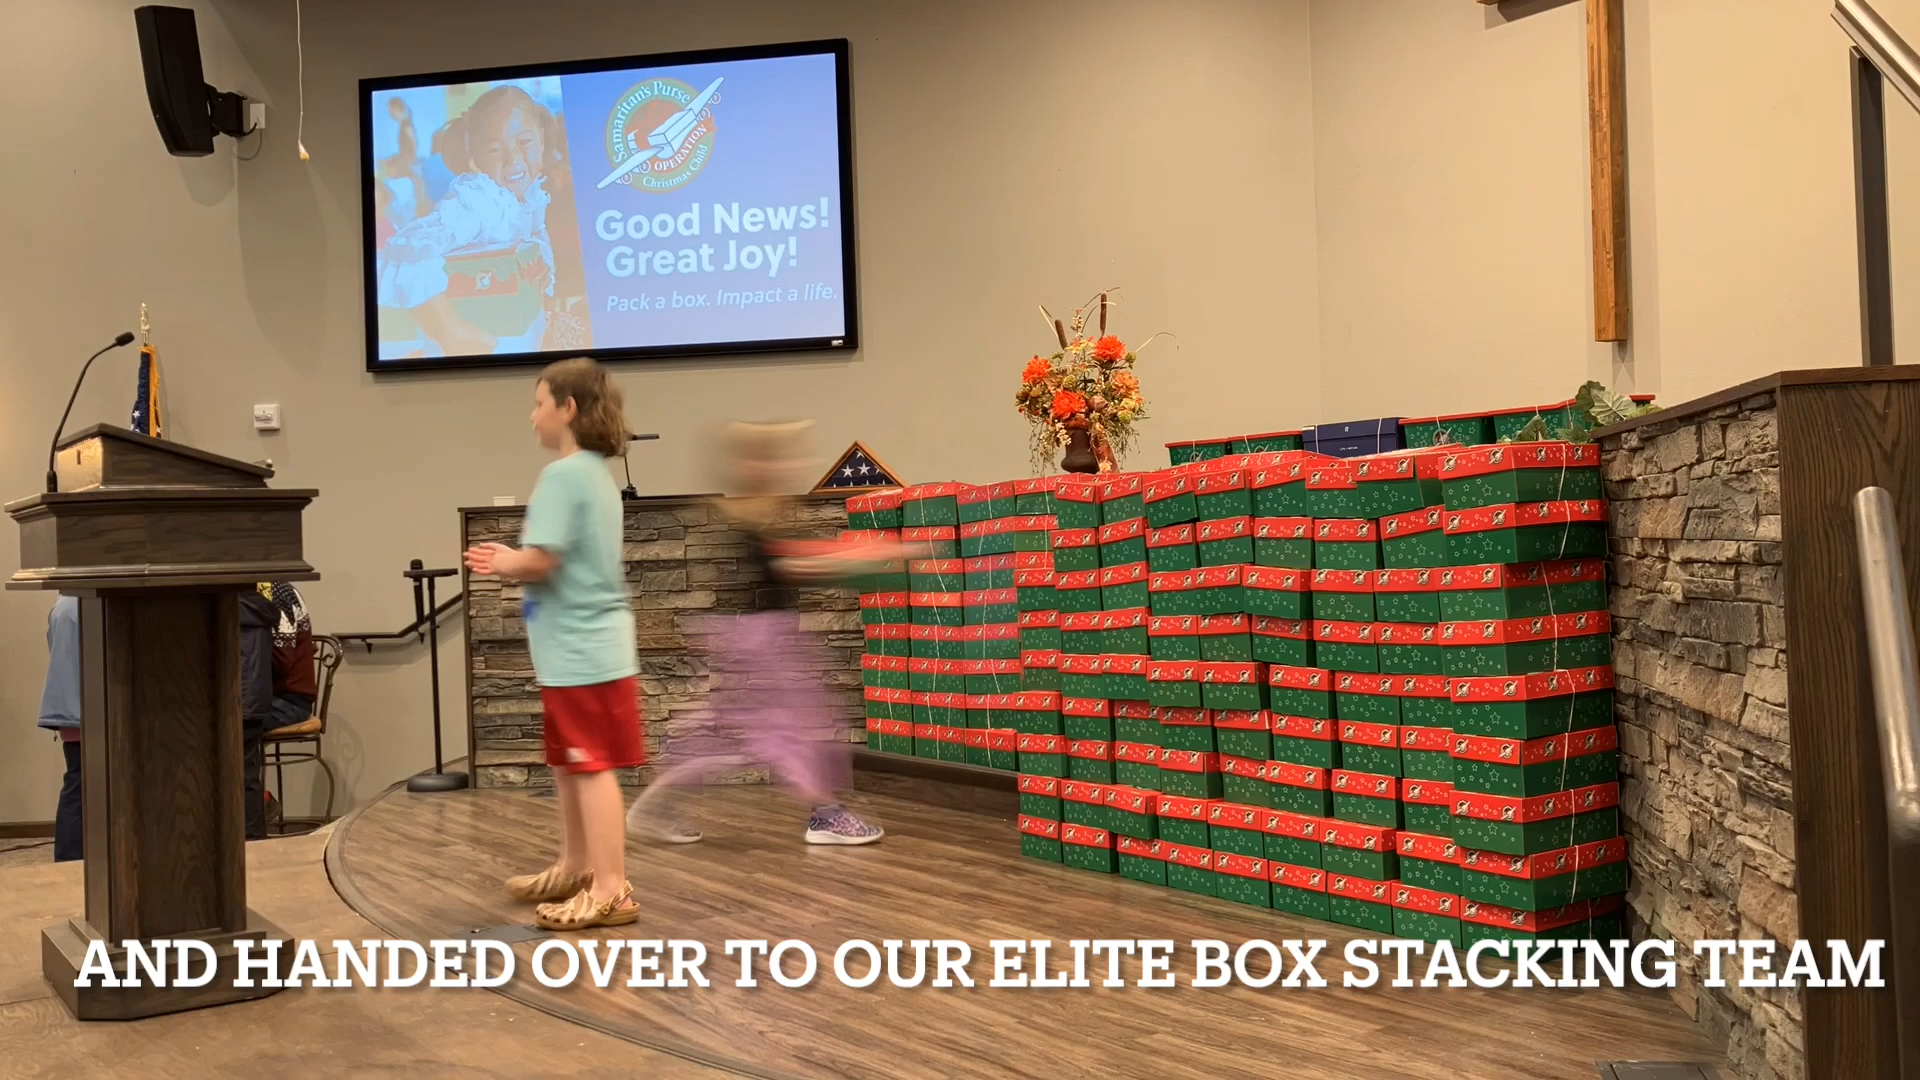 Samaritan's Purse
OPERATION
Christmas Child
Good News!
Great Joy!
Pack a box. Impact a life.
AND HANDED OVER TO OUR ELITE BOX STACKING TEAM